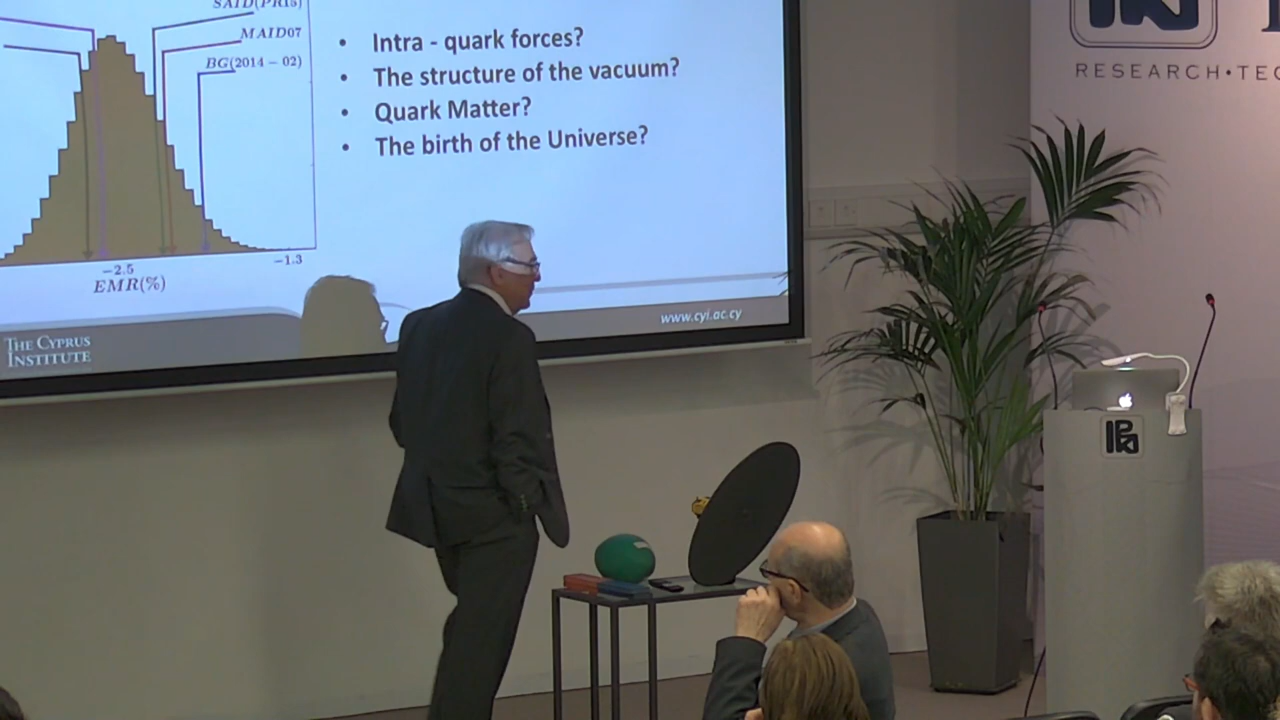 SAID(PR15)
MAID07
BG(2014 - 02)
-2.5
-1.3
EMR(%)
• Intra - quark forces?
• The structure of the vacuum?
• Quark Matter?
• The birth of the Universe?
THE CYPRUS
INSTITUTE
www.cyi.ac.cy
RESEARCH•TEC